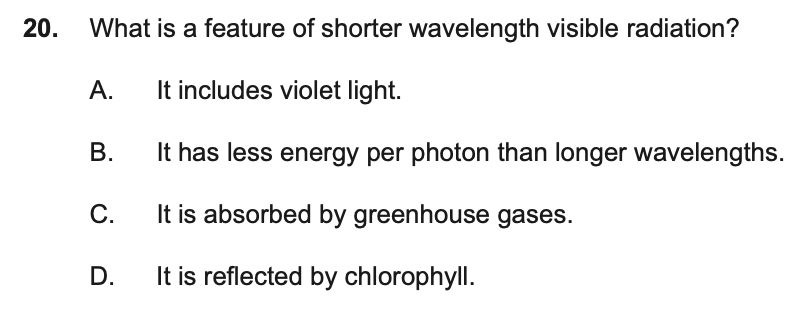 20. What is a feature of shorter wavelength visible radiation?
A. It includes violet light.
B. It has less energy per photon than longer wavelengths.
C. It is absorbed by greenhouse gases.
D. It is reflected by chlorophyll.